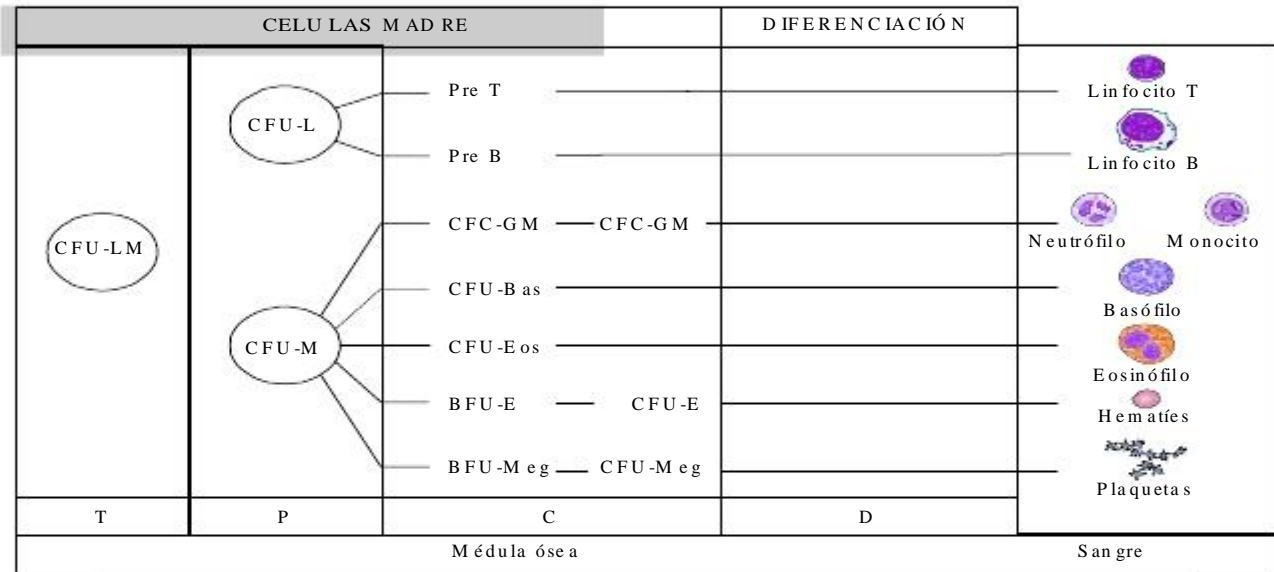 CELULAS MADRE
DIFERENCIACIÓN
Pre T
Linfocito T
CFU-L
Pre B
Linfocito B
CFU-LM
CFC-GM
CFC-GM
Neutrófilo
Monocito
CFU-Bas
Basófilo
CFU-M
CFU-Eos
Eosinófilo
BFU-E
CFU-E
Hematíes
BFU-Meg
CFU-Meg
Plaquetas
T
P
C
D
Médula ósea
Sangre